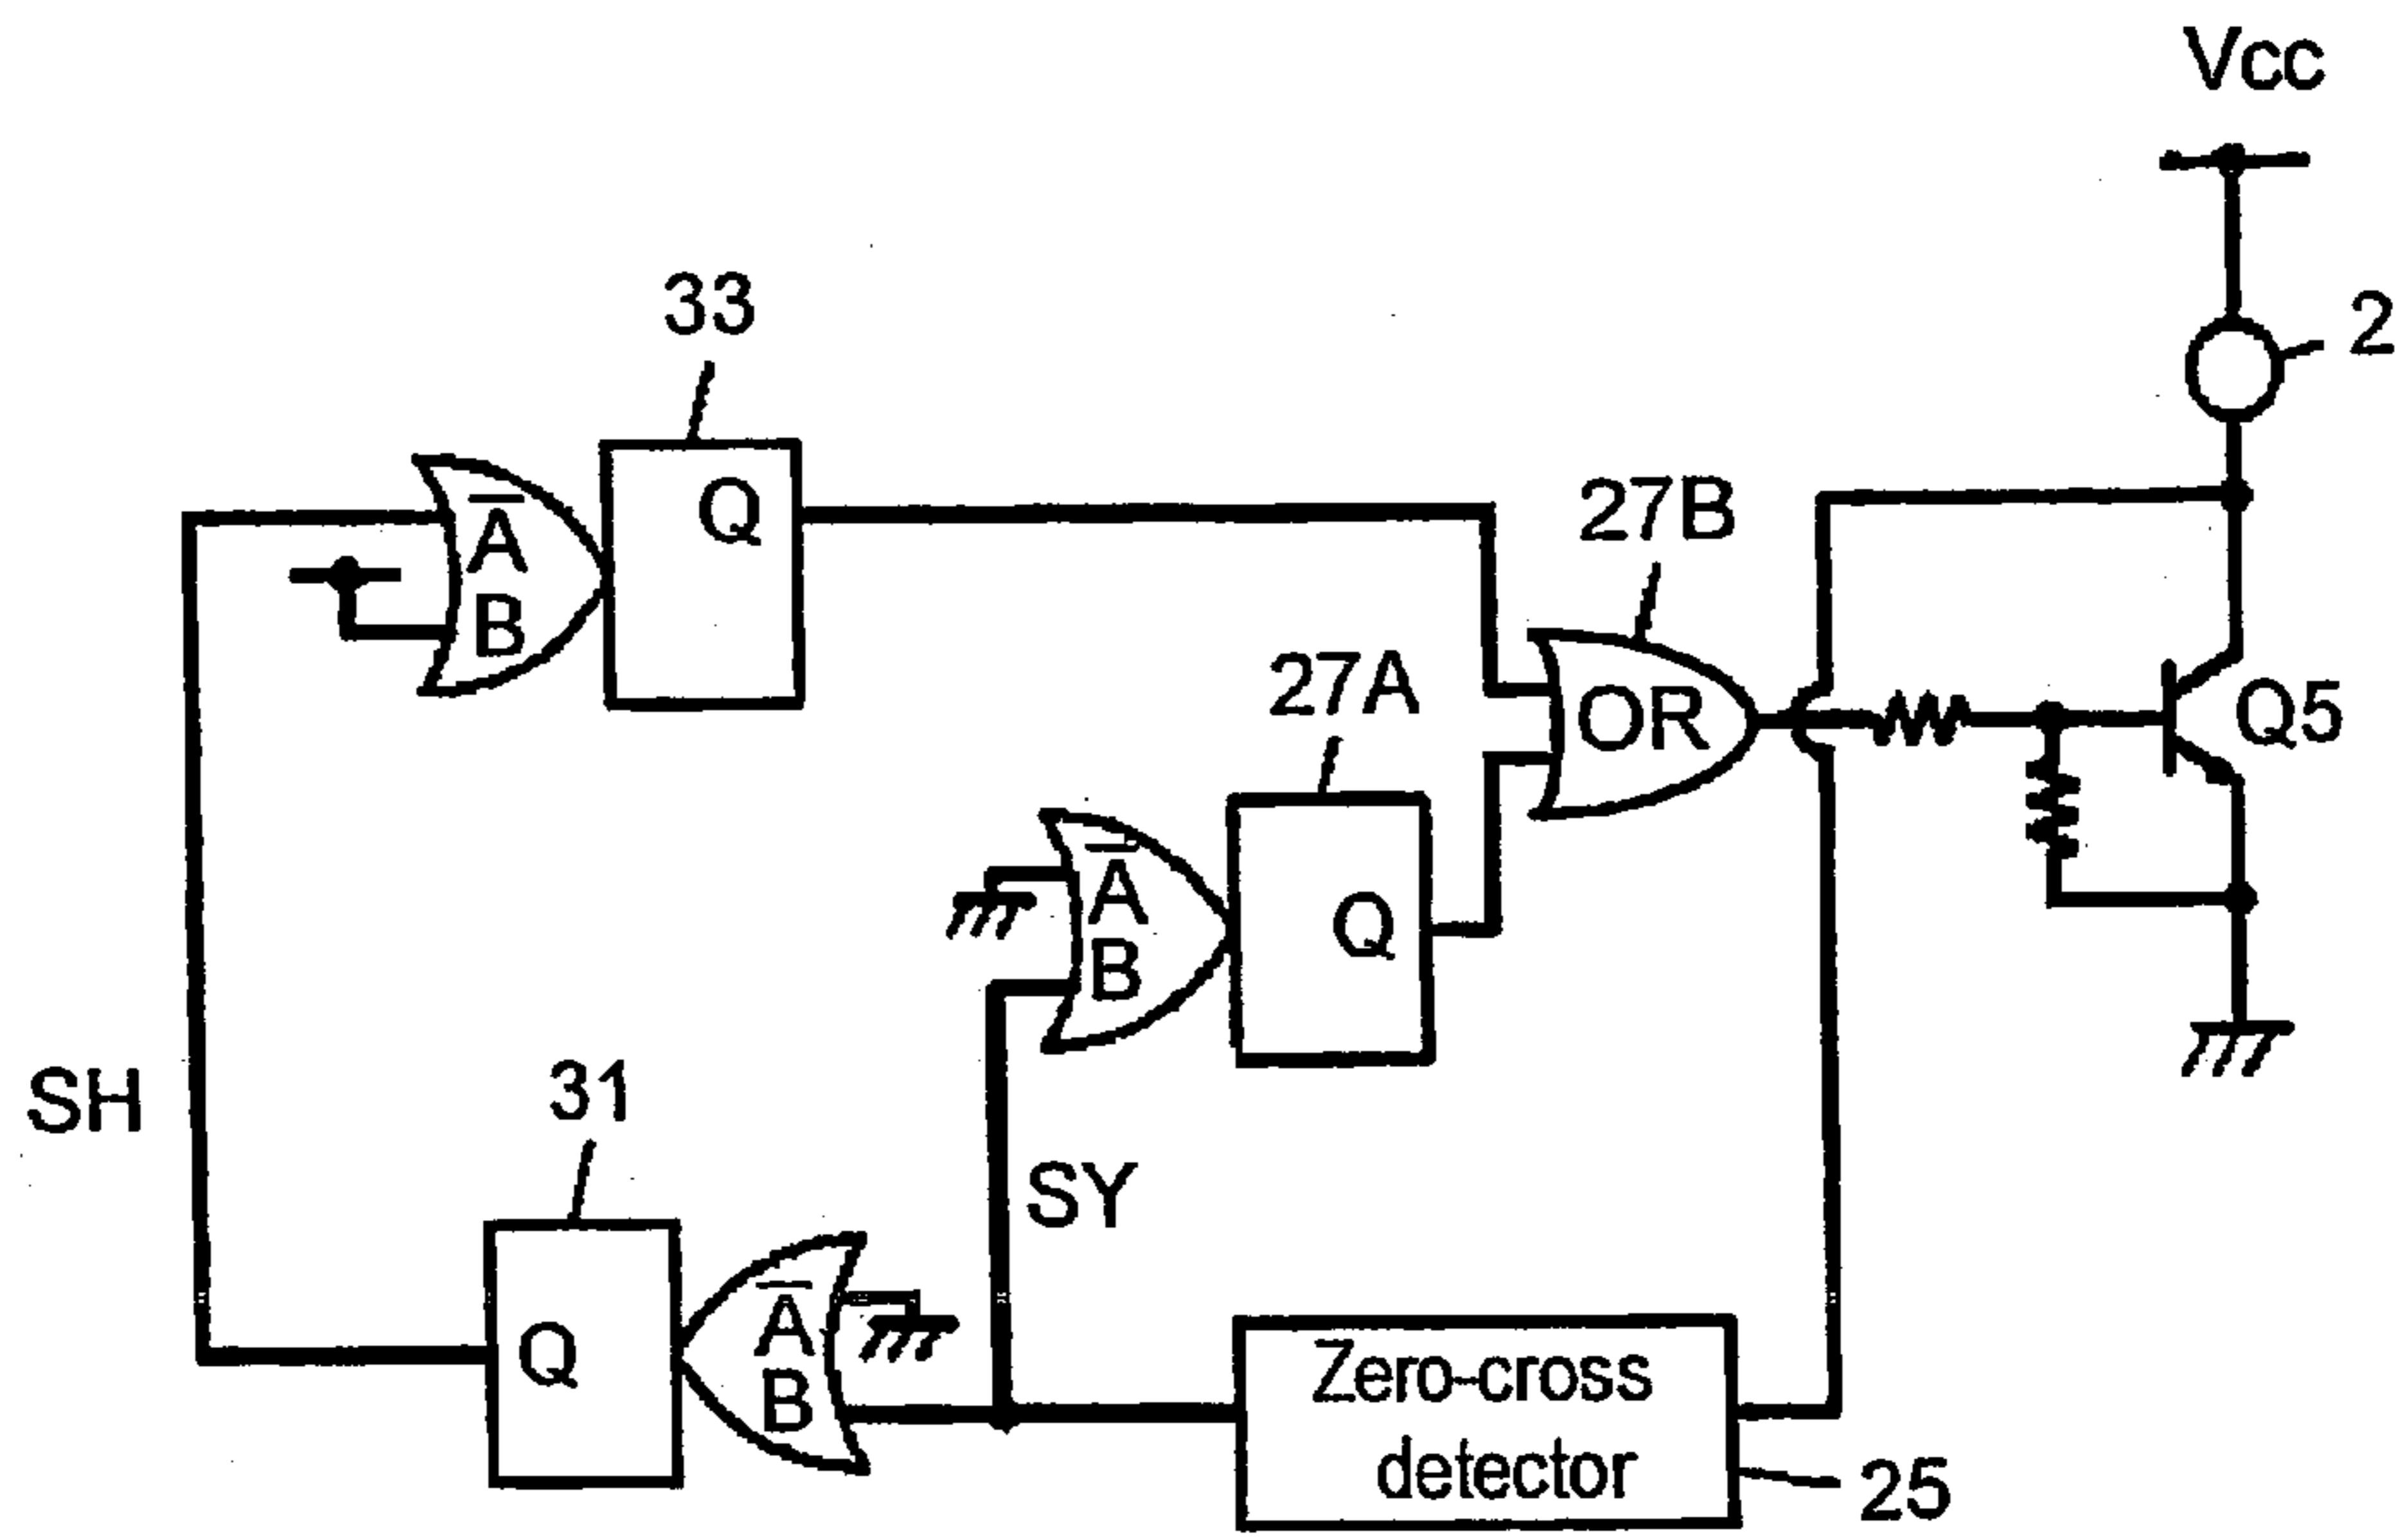 Vcc
33
2
A̅
B
Q
27B
OR
27A
Q5
A̅
B
Q
SH
31
SY
Q
A̅
B
Zero-cross
detector
25